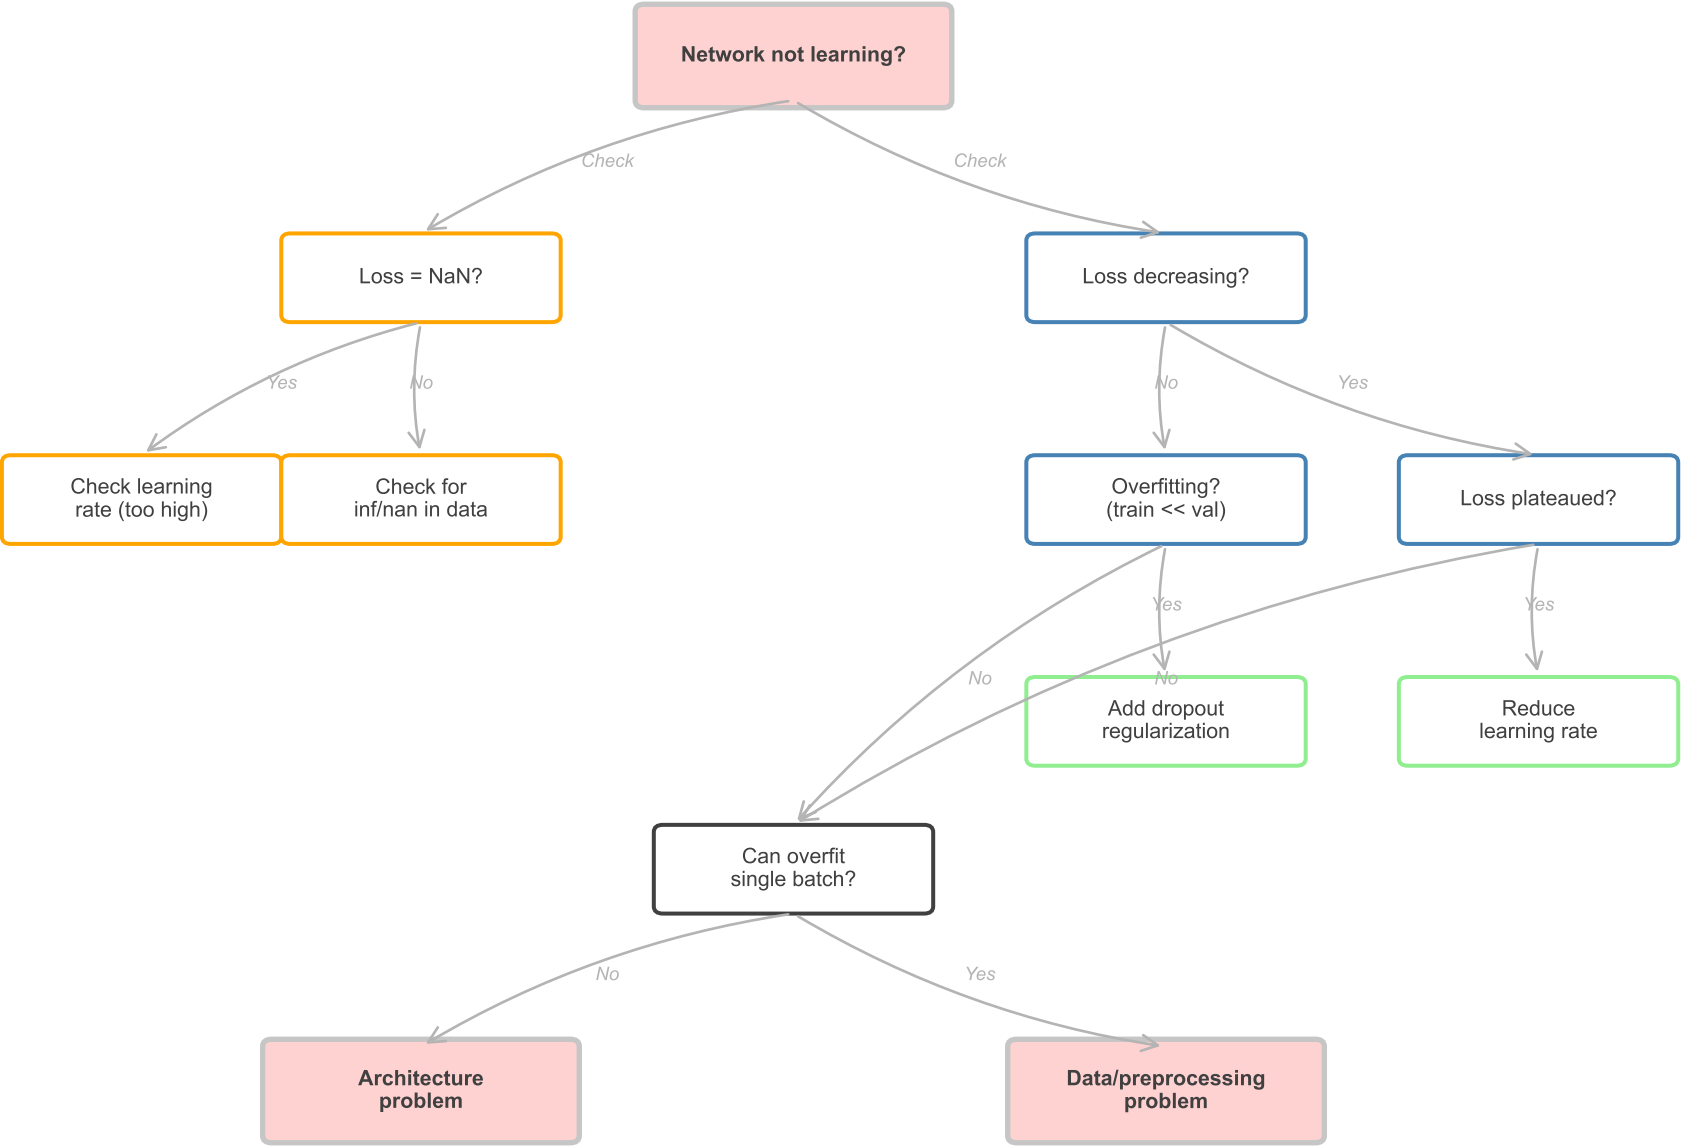 Network not learning?
Check
Check
Loss = NaN?
Loss decreasing?
Yes
No
No
Yes
Check learning
rate (too high)
Check for
inf/nan in data
Overfitting?
(train << val)
Loss plateaued?
Yes
Yes
No
No
Add dropout
regularization
Reduce
learning rate
Can overfit
single batch?
No
Yes
Architecture
problem
Data/preprocessing
problem